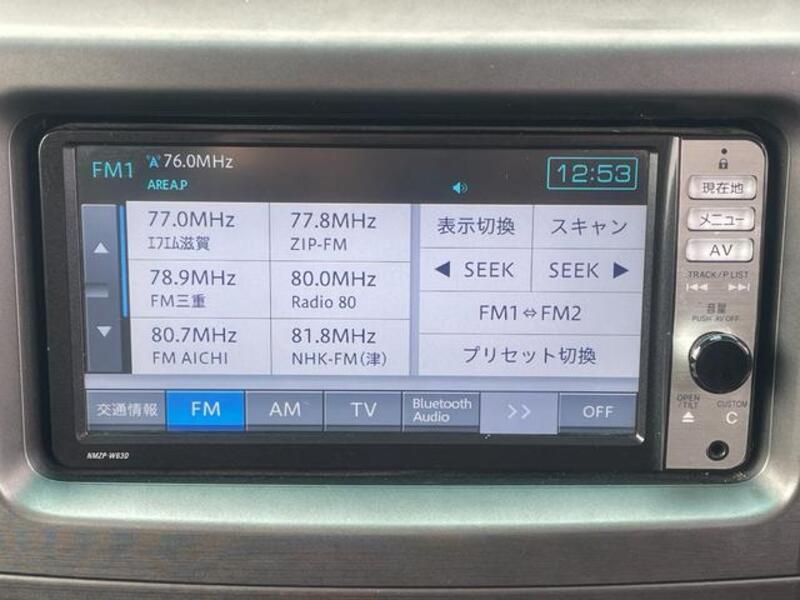 FM1 A 76.0MHz
AREA.P
12:53
77.0MHz
ｴﾌｴﾑ滋賀
77.8MHz
ZIP-FM
78.9MHz
FM三重
80.0MHz
Radio 80
80.7MHz
FM AICHI
81.8MHz
NHK-FM(津)
表示切換
スキャン
◀ SEEK
SEEK ▶
FM1⇔FM2
プリセット切換
交通情報
FM
AM
TV
Bluetooth
Audio
>>
OFF
NMZP-W63D
現在地
メニュー
AV
TRACK/P.LIST
音量
PUSH AV OFF
OPEN
/TILT
CUSTOM
C